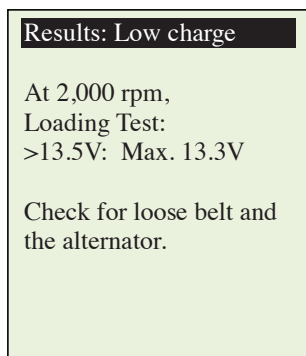 Results: Low charge
At 2,000 rpm,
Loading Test:
>13.5V: Max. 13.3V
Check for loose belt and
the alternator.